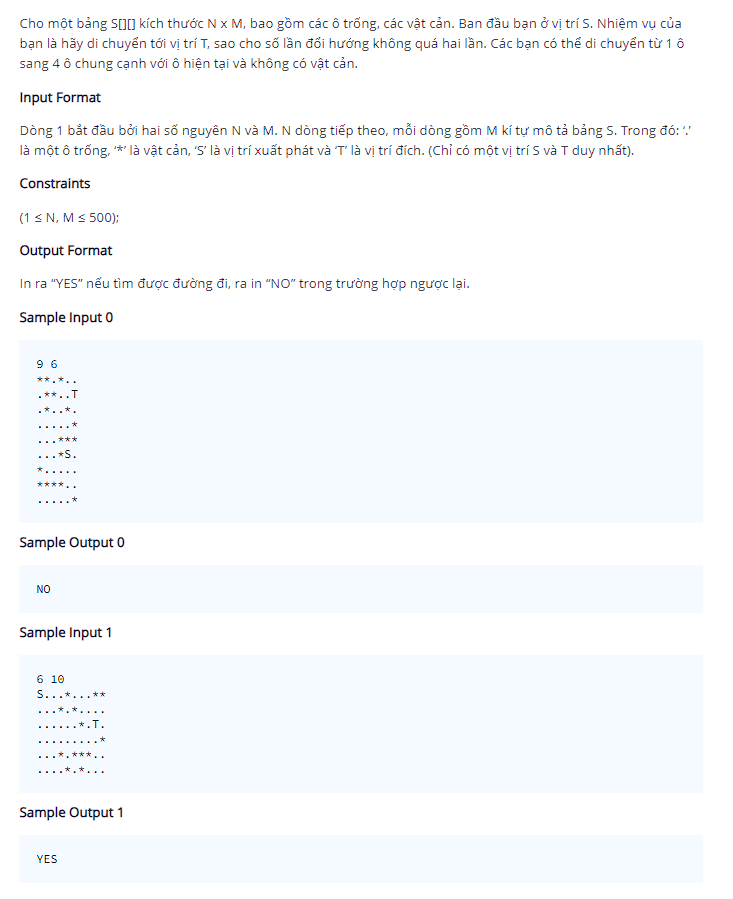 Cho một bảng S[][] kích thước N x M, bao gồm các ô trống, các vật cản. Ban đầu bạn ở vị trí S. Nhiệm vụ của
bạn là hãy di chuyển tới vị trí T, sao cho số lần đổi hướng không quá hai lần. Các bạn có thể di chuyển từ 1 ô
sang 4 ô chung cạnh với ô hiện tại và không có vật cản.
Input Format
Dòng 1 bắt đầu bởi hai số nguyên N và M. N dòng tiếp theo, mỗi dòng gồm M kí tự mô tả bảng S. Trong đó: ‘.’
là một ô trống, ‘*’ là vật cản, ‘S’ là vị trí xuất phát và ‘T’ là vị trí đích. (Chỉ có một vị trí S và T duy nhất).
Constraints
(1 ≤ N, M ≤ 500);
Output Format
In ra “YES” nếu tìm được đường đi, ra in “NO” trong trường hợp ngược lại.
Sample Input 0
9 6
**.*..
.**..T
.*..*.
.....*
...***
...*S.
*.....
****..
.....*
Sample Output 0
NO
Sample Input 1
6 10
S...*...**
...*.*....
......*.T.
.........*
...*.***..
....*.*...
Sample Output 1
YES